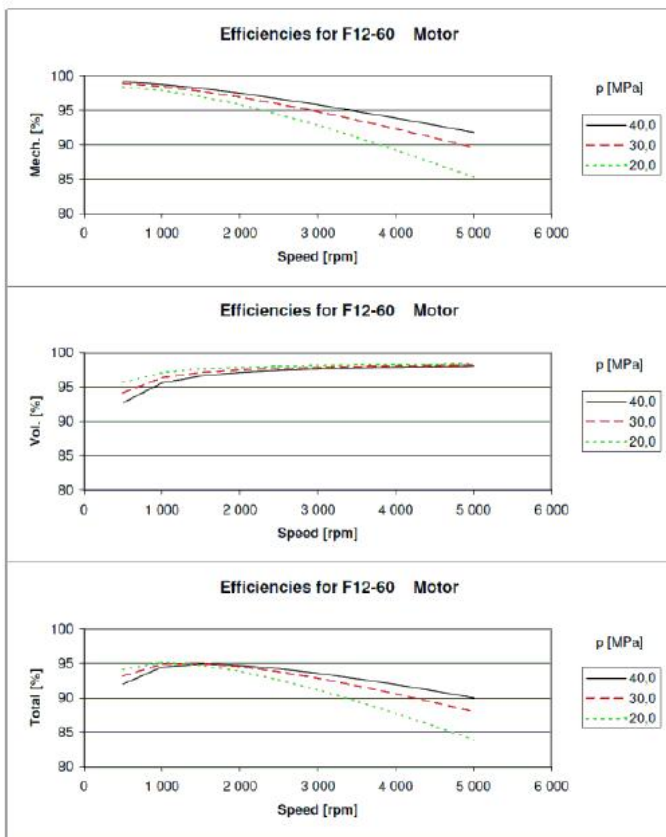 Efficiencies for F12-60 Motor
100
95
90
85
80
Mech. [%]
0 1 000 2 000 3 000 4 000 5 000 6 000
Speed [rpm]
p [MPa]
40,0
30,0
20,0
Efficiencies for F12-60 Motor
100
95
90
85
80
Vol. [%]
0 1 000 2 000 3 000 4 000 5 000 6 000
Speed [rpm]
p [MPa]
40,0
30,0
20,0
Efficiencies for F12-60 Motor
100
95
90
85
80
Total [%]
0 1 000 2 000 3 000 4 000 5 000 6 000
Speed [rpm]
p [MPa]
40,0
30,0
20,0